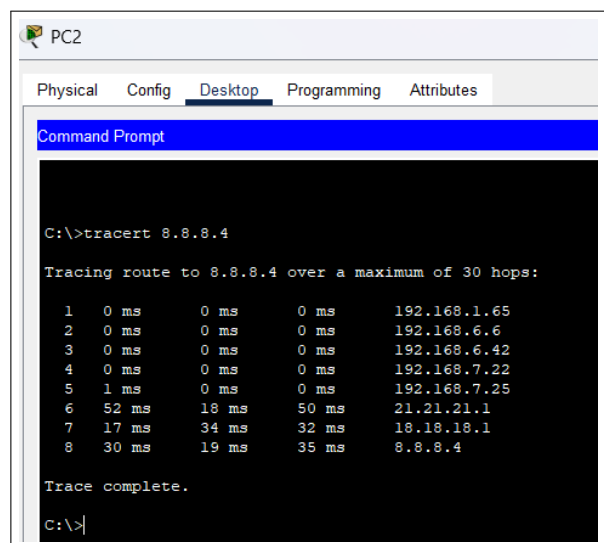 PC2
Physical Config Desktop Programming Attributes
Command Prompt
C:\>tracert 8.8.8.4
Tracing route to 8.8.8.4 over a maximum of 30 hops:
1 0 ms 0 ms 0 ms 192.168.1.65
2 0 ms 0 ms 0 ms 192.168.6.6
3 0 ms 0 ms 0 ms 192.168.6.42
4 0 ms 0 ms 0 ms 192.168.7.22
5 1 ms 0 ms 0 ms 192.168.7.25
6 52 ms 18 ms 50 ms 21.21.21.1
7 17 ms 34 ms 32 ms 18.18.18.1
8 30 ms 19 ms 35 ms 8.8.8.4
Trace complete.
C:\>